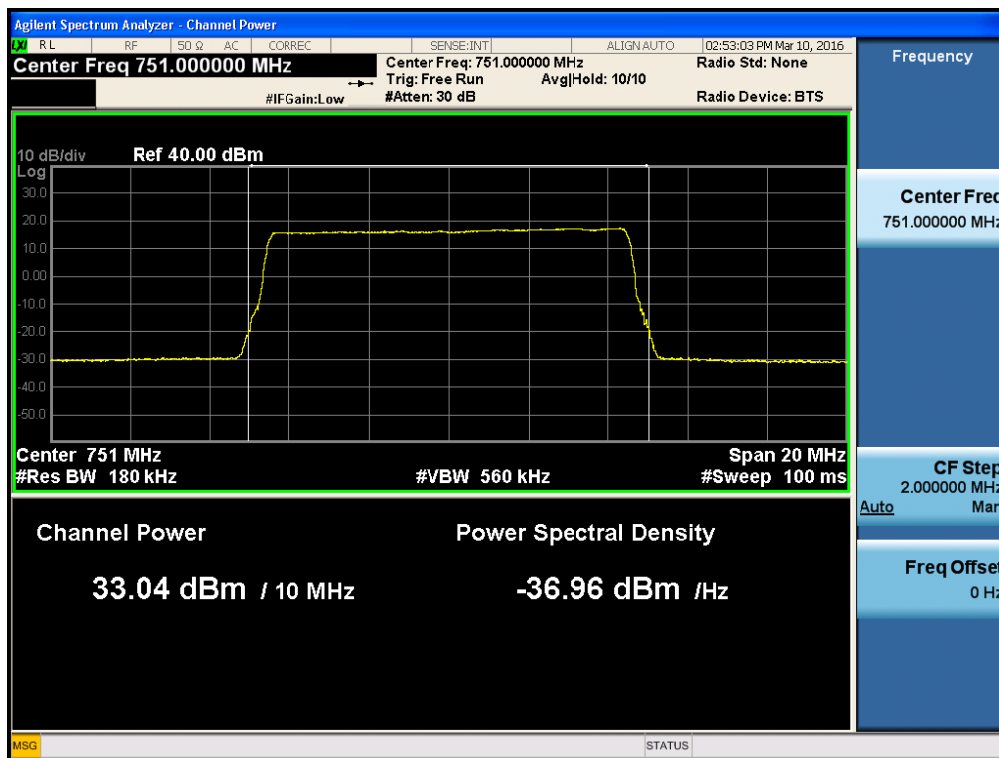 Agilent Spectrum Analyzer - Channel Power
LXI RL RF 50 Ω AC CORREC SENSE:INT ALIGN AUTO 02:53:03 PM Mar 10, 2016
Center Freq 751.000000 MHz
Center Freq: 751.000000 MHz
Radio Std: None
Trig: Free Run Avg|Hold: 10/10
#IFGain:Low
#Atten: 30 dB
Radio Device: BTS
Frequency
10 dB/div Ref 40.00 dBm
Log
30.0
20.0
10.0
0.00
-10.0
-20.0
-30.0
-40.0
-50.0
Center 751 MHz
Span 20 MHz
#Res BW 180 kHz
#VBW 560 kHz
#Sweep 100 ms
Center Freq
751.000000 MHz
CF Step
2.000000 MHz
Auto Man
Freq Offset
0 Hz
Channel Power
33.04 dBm / 10 MHz
Power Spectral Density
-36.96 dBm /Hz
MSG
STATUS